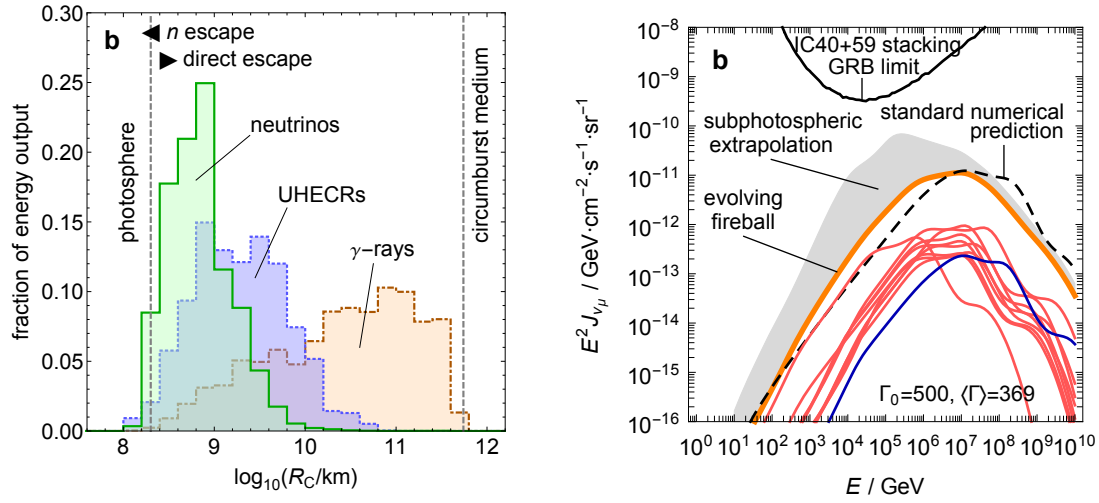 b
n escape
direct escape
neutrinos
UHECRs
γ-rays
photosphere
circumburst medium
fraction of energy output
0.30
0.25
0.20
0.15
0.10
0.05
0.00
8 9 10 11 12
log₁₀(R_C/km)
b
IC40+59 stacking
GRB limit
subphotospheric
extrapolation
standard numerical
prediction
evolving
fireball
Γ₀=500, ⟨Γ⟩=369
E² J_νμ / GeV·cm⁻²·s⁻¹·sr⁻¹
10⁻⁸
10⁻⁹
10⁻¹⁰
10⁻¹¹
10⁻¹²
10⁻¹³
10⁻¹⁴
10⁻¹⁵
10⁻¹⁶
10⁰ 10¹ 10² 10³ 10⁴ 10⁵ 10⁶ 10⁷ 10⁸ 10⁹ 10¹⁰
E / GeV